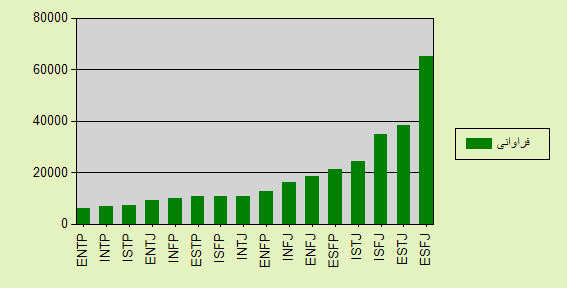 80000
60000
40000
20000
0
ENTP
INTP
ISTP
ENTJ
INFP
ESTP
ISFP
INTJ
ENFP
INFJ
ENFJ
ESFP
ISTJ
ISFJ
ESTJ
ESFJ
فراوانی